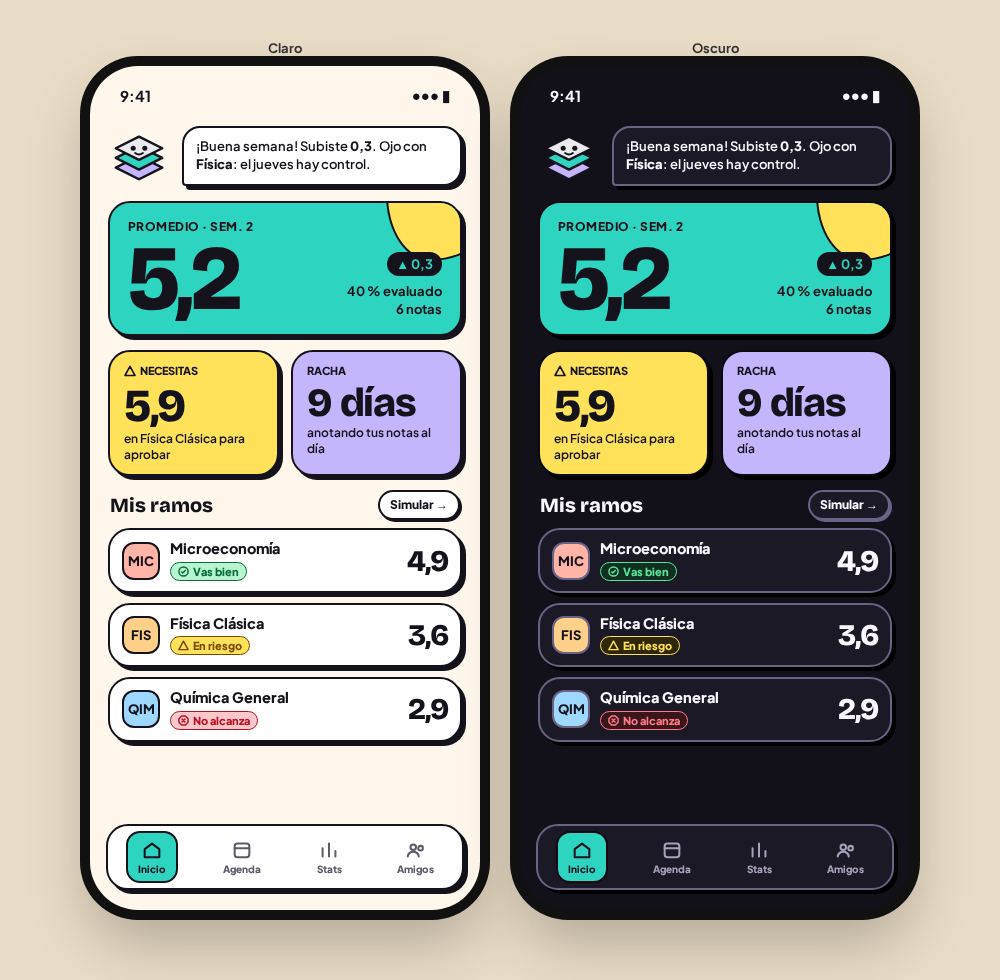 Claro
9:41
¡Buena semana! Subiste 0,3. Ojo con
Física: el jueves hay control.
PROMEDIO · SEM. 2
5,2
▲ 0,3
40 % evaluado
6 notas
NECESITAS
5,9
en Física Clásica para
aprobar
RACHA
9 días
anotando tus notas al
día
Mis ramos
Simular →
MIC
Microeconomía
Vas bien
4,9
FIS
Física Clásica
En riesgo
3,6
QIM
Química General
No alcanza
2,9
Inicio
Agenda
Stats
Amigos
Oscuro
9:41
¡Buena semana! Subiste 0,3. Ojo con
Física: el jueves hay control.
PROMEDIO · SEM. 2
5,2
▲ 0,3
40 % evaluado
6 notas
NECESITAS
5,9
en Física Clásica para
aprobar
RACHA
9 días
anotando tus notas al
día
Mis ramos
Simular →
MIC
Microeconomía
Vas bien
4,9
FIS
Física Clásica
En riesgo
3,6
QIM
Química General
No alcanza
2,9
Inicio
Agenda
Stats
Amigos